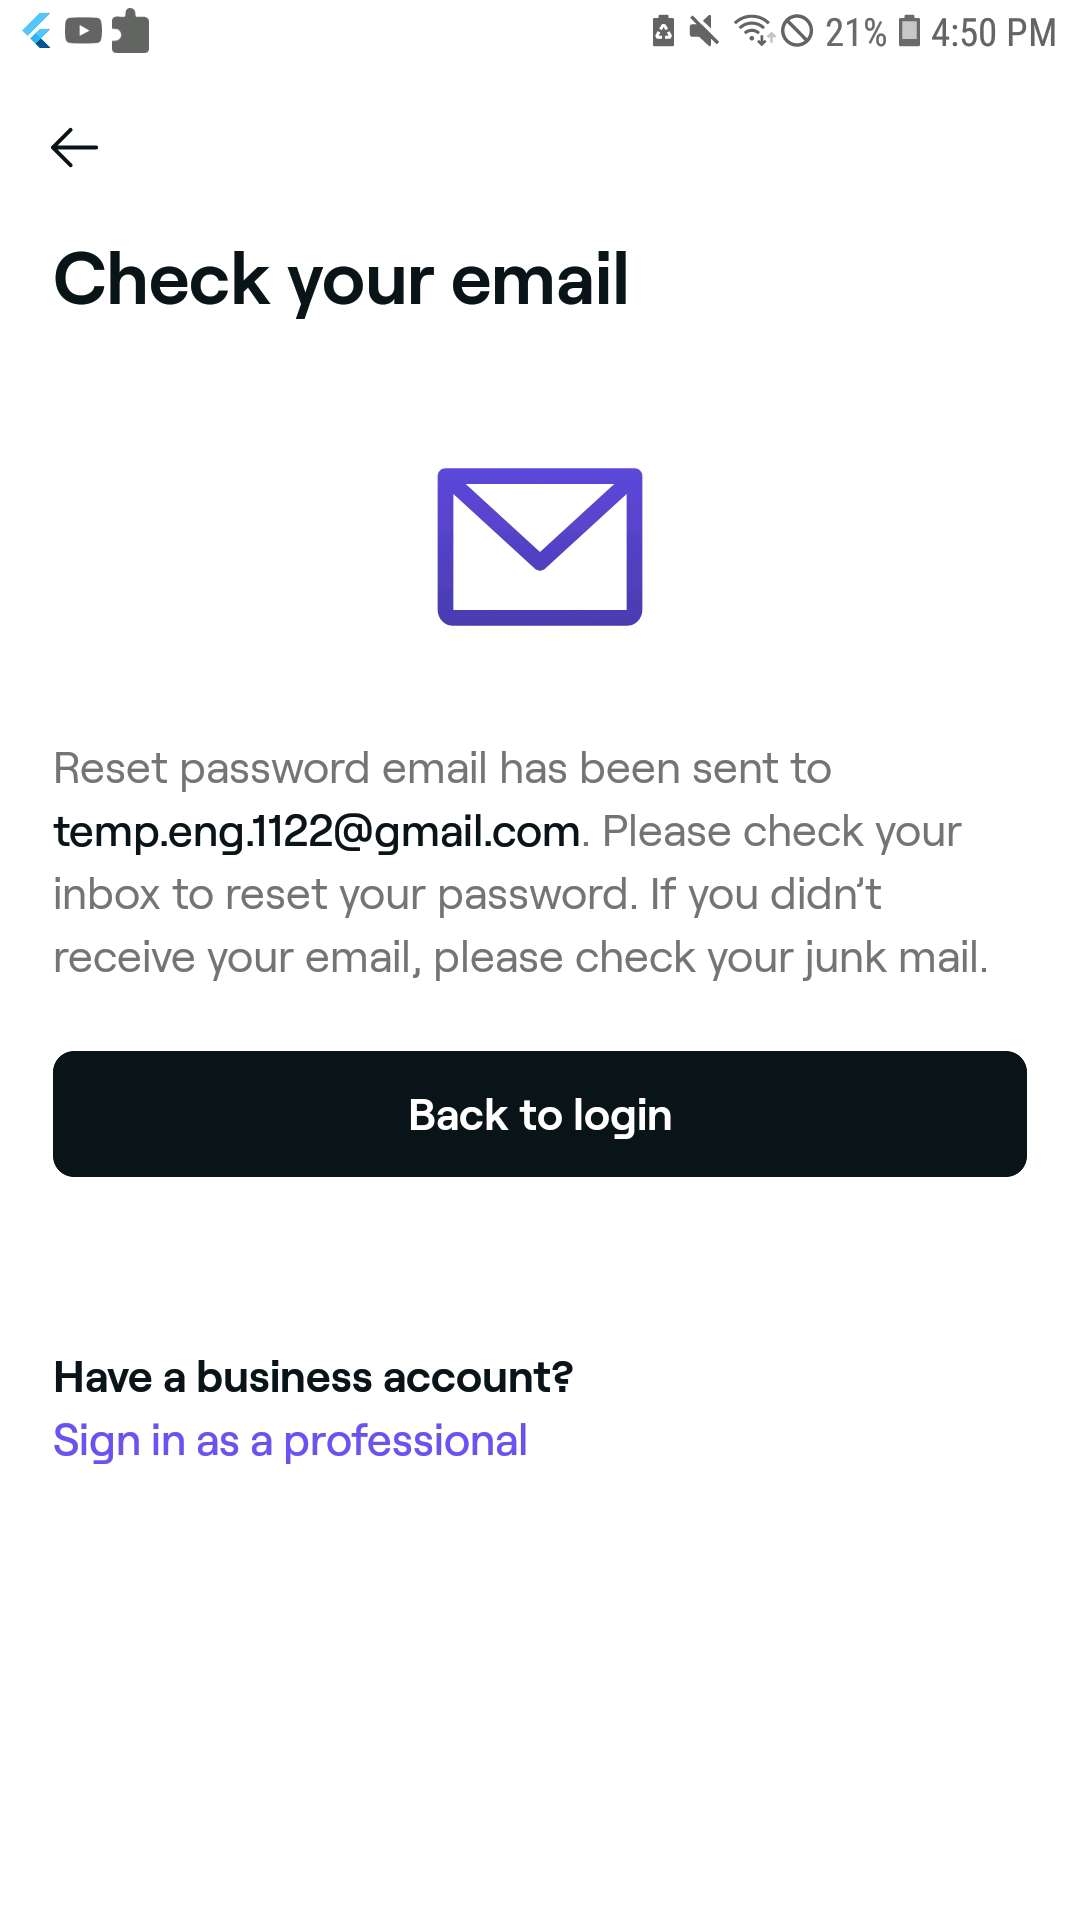 21% 4:50 PM
Check your email
Reset password email has been sent to
temp.eng.1122@gmail.com. Please check your
inbox to reset your password. If you didn’t
receive your email, please check your junk mail.
Back to login
Have a business account?
Sign in as a professional